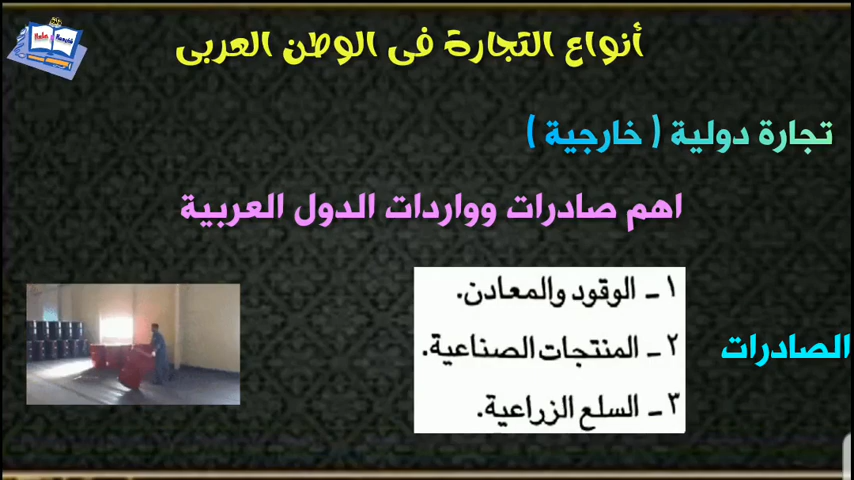 أنواع التجارة فى الوطن العربى
تجارة دولية ( خارجية )
اهم صادرات وواردات الدول العربية
الصادرات
١ ـ الوقود والمعادن.
٢ ـ المنتجات الصناعية.
٣ ـ السلع الزراعية.